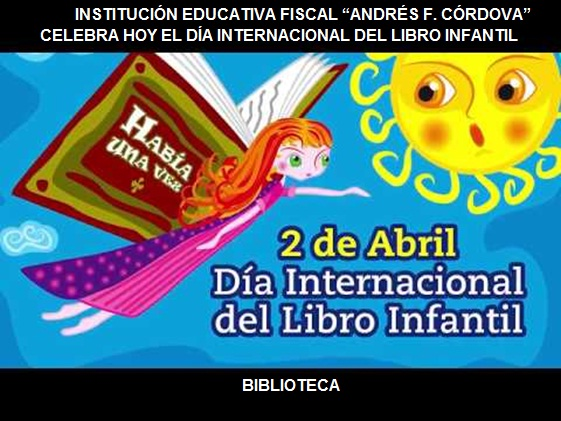 INSTITUCIÓN EDUCATIVA FISCAL “ANDRÉS F. CÓRDOVA”
CELEBRA HOY EL DÍA INTERNACIONAL DEL LIBRO INFANTIL
HABÍA
UNA VEZ
2 de Abril
Día Internacional
del Libro Infantil
BIBLIOTECA